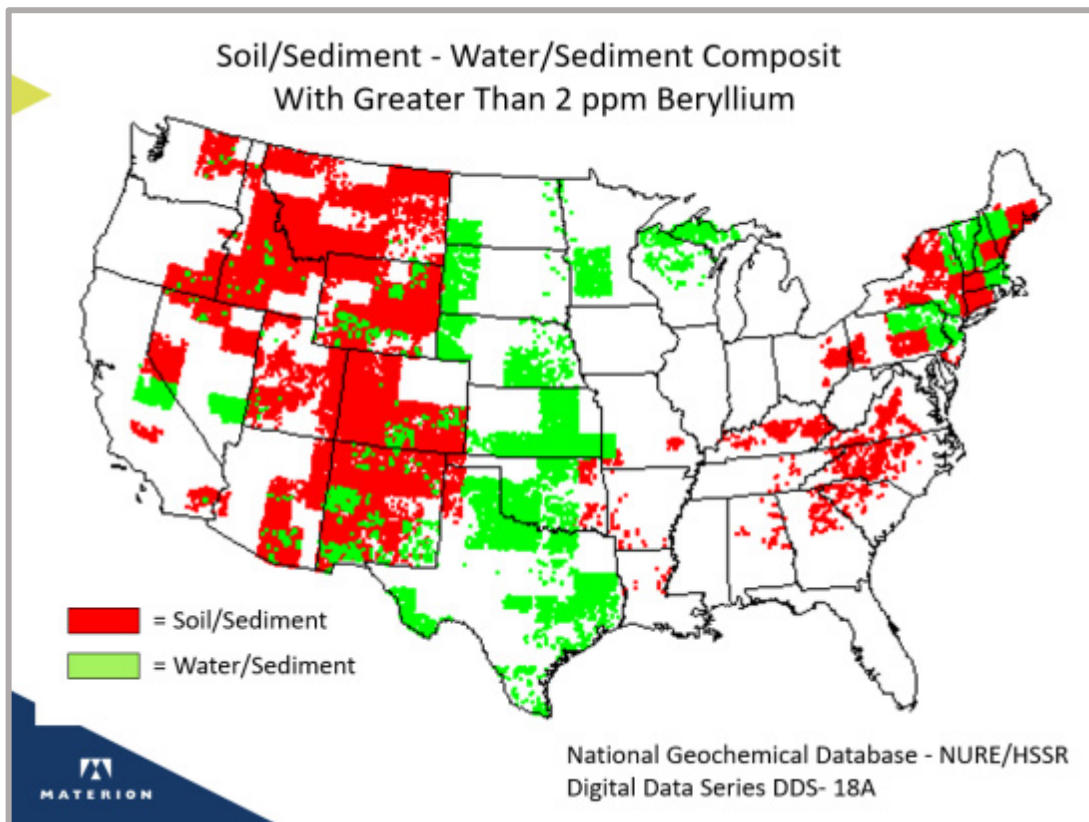 Soil/Sediment - Water/Sediment Composit
With Greater Than 2 ppm Beryllium
= Soil/Sediment
= Water/Sediment
National Geochemical Database - NURE/HSSR
Digital Data Series DDS- 18A
MATERION